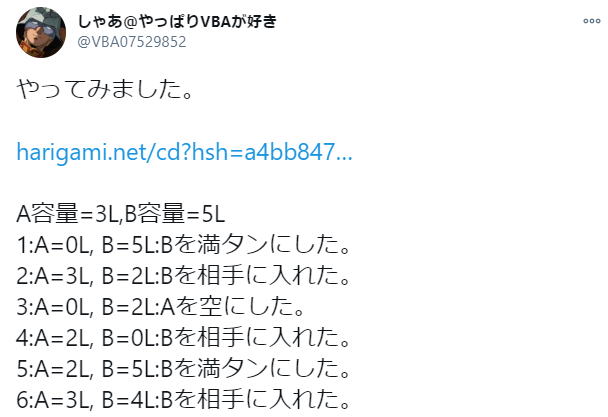 しゃあ@やっぱりVBAが好き
@VBA07529852
やってみました。
harigami.net/cd?hsh=a4bb847…
A容量=3L,B容量=5L
1:A=0L, B=5L:Bを満タンにした。
2:A=3L, B=2L:Bを相手に入れた。
3:A=0L, B=2L:Aを空にした。
4:A=2L, B=0L:Bを相手に入れた。
5:A=2L, B=5L:Bを満タンにした。
6:A=3L, B=4L:Bを相手に入れた。